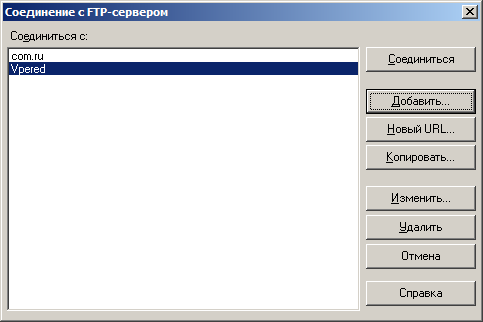 Соединение с FTP-сервером
Соединиться с:
com.ru
Vpered
Соединиться
Добавить...
Новый URL...
Копировать...
Изменить...
Удалить
Отмена
Справка